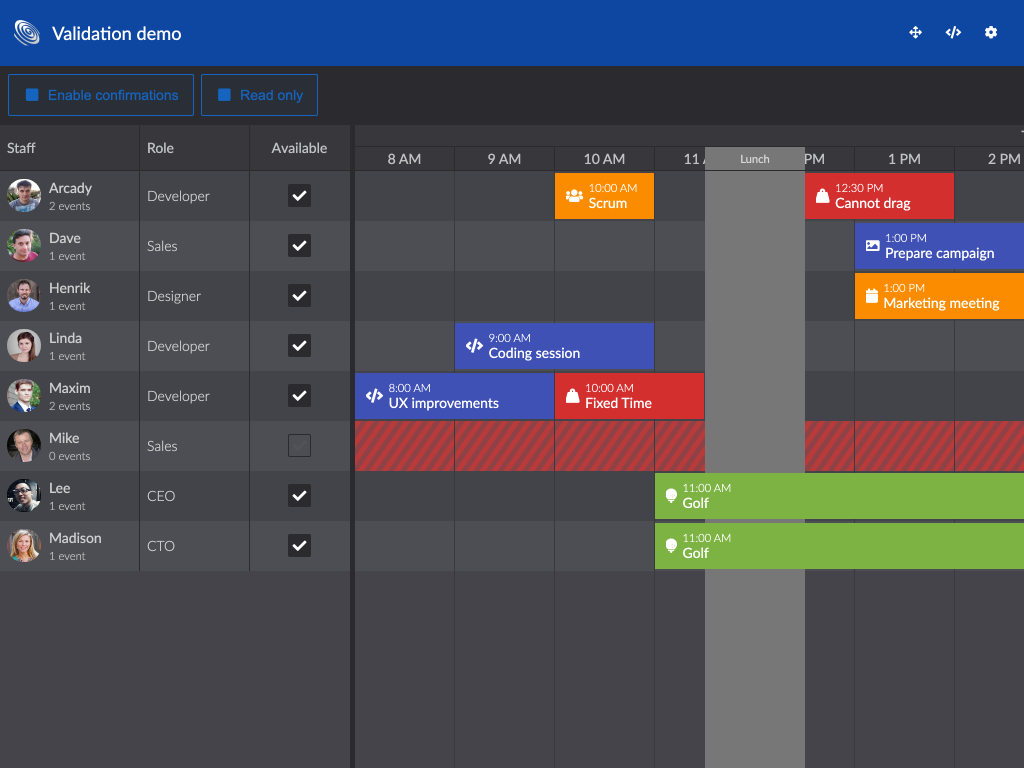 Validation demo
Enable confirmations
Read only
Staff
Role
Available
8 AM
9 AM
10 AM
11
Lunch
PM
1 PM
2 PM
Arcady
2 events
Developer
10:00 AM
Scrum
12:30 PM
Cannot drag
Dave
1 event
Sales
1:00 PM
Prepare campaign
Henrik
1 event
Designer
1:00 PM
Marketing meeting
Linda
1 event
Developer
9:00 AM
Coding session
Maxim
2 events
Developer
8:00 AM
UX improvements
10:00 AM
Fixed Time
Mike
0 events
Sales
Lee
1 event
CEO
11:00 AM
Golf
Madison
1 event
CTO
11:00 AM
Golf